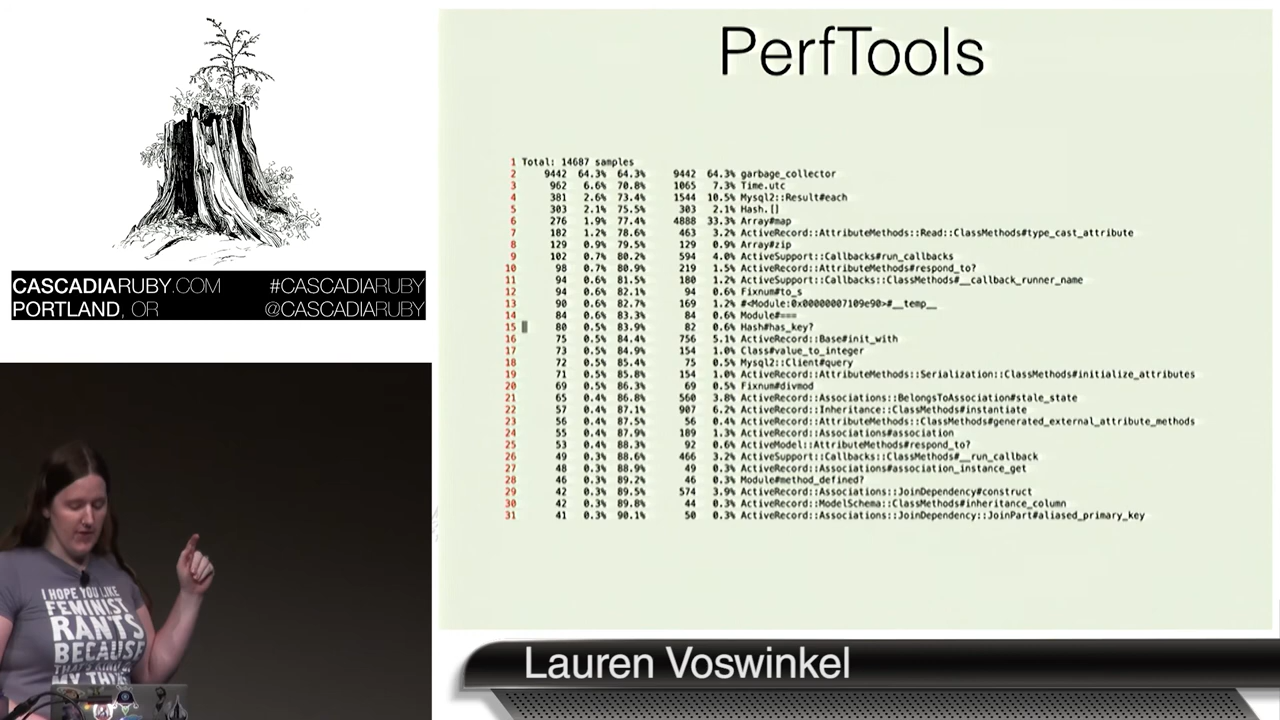 PerfTools
CASCADIARUBY.COM #CASCADIARUBY
PORTLAND, OR @CASCADIARUBY
1 Total: 14687 samples
2 9442 64.3% 64.3% 9442 64.3% garbage_collector
3 962 6.6% 70.8% 1065 7.3% Time.utc
4 381 2.6% 73.4% 1544 10.5% Mysql2::Result#each
5 303 2.1% 75.5% 303 2.1% Hash.[]
6 276 1.9% 77.4% 4888 33.3% Array#map
7 182 1.2% 78.6% 463 3.2% ActiveRecord::AttributeMethods::Read::ClassMethods#type_cast_attribute
8 129 0.9% 79.5% 129 0.9% Array#zip
9 102 0.7% 80.2% 594 4.0% ActiveSupport::Callbacks#run_callbacks
10 98 0.7% 80.9% 219 1.5% ActiveRecord::AttributeMethods#respond_to?
11 94 0.6% 81.5% 180 1.2% ActiveSupport::Callbacks::ClassMethods#__callback_runner_name
12 94 0.6% 82.1% 94 0.6% Fixnum#to_s
13 90 0.6% 82.7% 169 1.2% #<Module:0x00000007109e90>#__temp__
14 84 0.6% 83.3% 84 0.6% Module#===
15 80 0.5% 83.9% 82 0.6% Hash#has_key?
16 75 0.5% 84.4% 756 5.1% ActiveRecord::Base#init_with
17 73 0.5% 84.9% 154 1.0% Class#value_to_integer
18 72 0.5% 85.4% 75 0.5% Mysql2::Client#query
19 71 0.5% 85.8% 154 1.0% ActiveRecord::AttributeMethods::Serialization::ClassMethods#initialize_attributes
20 69 0.5% 86.3% 69 0.5% Fixnum#divmod
21 65 0.4% 86.8% 560 3.8% ActiveRecord::Associations::BelongsToAssociation#stale_state
22 57 0.4% 87.1% 907 6.2% ActiveRecord::Inheritance::ClassMethods#instantiate
23 56 0.4% 87.5% 56 0.4% ActiveRecord::AttributeMethods::ClassMethods#generated_external_attribute_methods
24 55 0.4% 87.9% 189 1.3% ActiveRecord::Associations#association
25 53 0.4% 88.3% 92 0.6% ActiveModel::AttributeMethods#respond_to?
26 49 0.3% 88.6% 466 3.2% ActiveSupport::Callbacks::ClassMethods#__run_callback
27 48 0.3% 88.9% 49 0.3% ActiveRecord::Associations#association_instance_get
28 46 0.3% 89.2% 46 0.3% Module#method_defined?
29 42 0.3% 89.5% 574 3.9% ActiveRecord::Associations::JoinDependency#construct
30 42 0.3% 89.8% 44 0.3% ActiveRecord::ModelSchema::ClassMethods#inheritance_column
31 41 0.3% 90.1% 50 0.3% ActiveRecord::Associations::JoinDependency::JoinPart#aliased_primary_key
I HOPE YOU LIKE
FEMINIST
RANTS
BECAUSE
THAT'S KIND OF
MY THING
Lauren Voswinkel